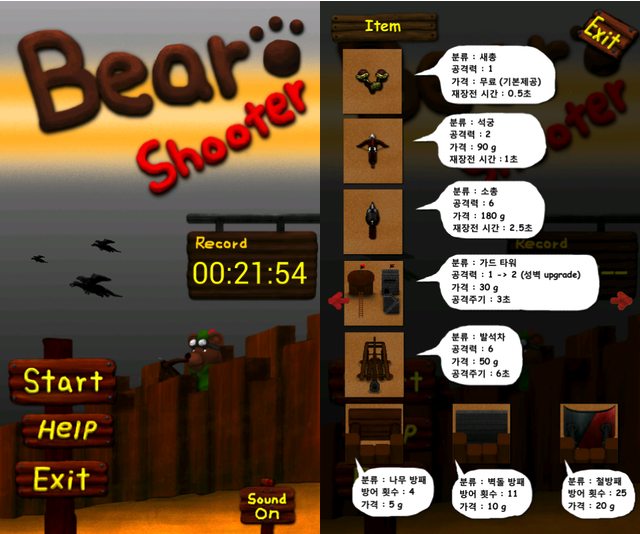 Bear
Shooter
Record
00:21:54
Start
HELP
Exit
Sound
On
Item
Exit
분류 : 새총
공격력 : 1
가격 : 무료 (기본제공)
재장전 시간 : 0.5초
분류 : 석궁
공격력 : 2
가격 : 90 g
재장전 시간 : 1초
분류 : 소총
공격력 : 6
가격 : 180 g
재장전 시간 : 2.5초
Record
분류 : 가드 타워
공격력 : 1 -> 2 (성벽 upgrade)
가격 : 30 g
공격주기 : 3초
분류 : 발석차
공격력 : 6
가격 : 50 g
공격주기 : 6초
분류 : 나무 방패
방어 횟수 : 4
가격 : 5 g
분류 : 벽돌 방패
방어 횟수 : 11
가격 : 10 g
분류 : 철방패
방어 횟수 : 25
가격 : 20 g